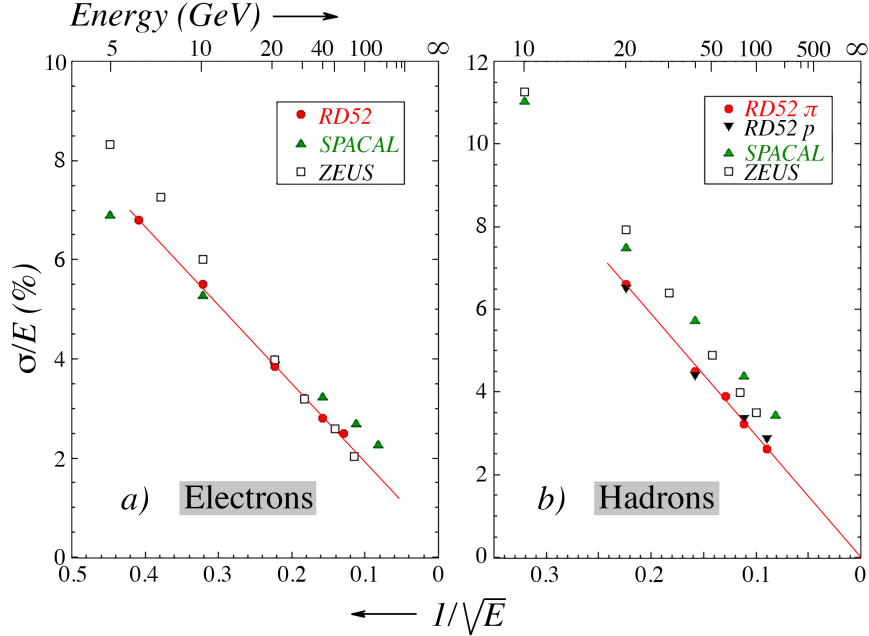 Energy (GeV)
5 10 20 40 100 ∞
10 20 50 100 500 ∞
σ/E (%)
10
8
6
4
2
0
RD52
SPACAL
ZEUS
a) Electrons
0.5 0.4 0.3 0.2 0.1 0
12
10
8
6
4
2
0
RD52 π
RD52 p
SPACAL
ZEUS
b) Hadrons
0.3 0.2 0.1 0
1/√E